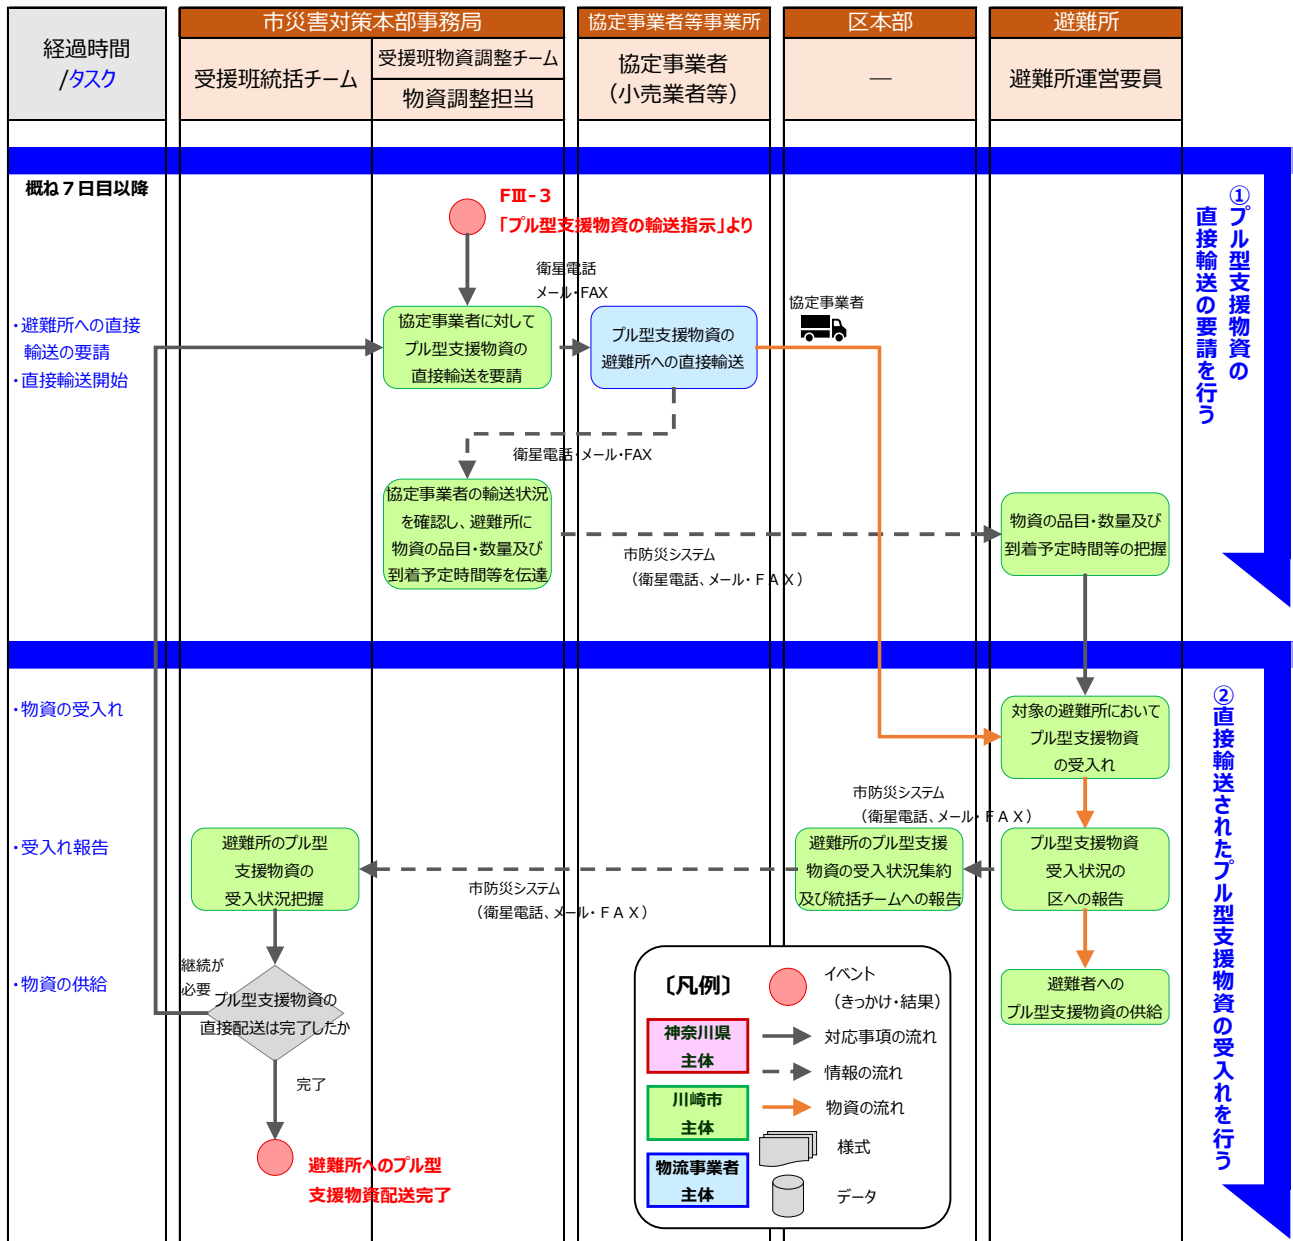 経過時間
/タスク
市災害対策本部事務局
受援班統括チーム
受援班物資調整チーム
物資調整担当
協定事業者等事業所
協定事業者
（小売業者等）
区本部
―
避難所
避難所運営要員
概ね７日目以降
FⅢ-３
「プル型支援物資の輸送指示」より
①プル型支援物資の
直接輸送の要請を行う
衛星電話
メール・FAX
協定事業者
・避難所への直接
輸送の要請
・直接輸送開始
協定事業者に対して
プル型支援物資の
直接輸送を要請
プル型支援物資の
避難所への直接輸送
衛星電話・メール・FAX
協定事業者の輸送状況
を確認し、避難所に
物資の品目・数量及び
到着予定時間等を伝達
市防災システム
（衛星電話、メール・ＦＡＸ）
物資の品目・数量及び
到着予定時間等の把握
②直接輸送されたプル型支援物資の受入れを行う
・物資の受入れ
対象の避難所において
プル型支援物資
の受入れ
市防災システム
（衛星電話、メール・ＦＡＸ）
・受入れ報告
避難所のプル型
支援物資の
受入状況把握
避難所のプル型支援
物資の受入状況集約
及び統括チームへの報告
プル型支援物資
受入状況の
区への報告
市防災システム
（衛星電話、メール・ＦＡＸ）
・物資の供給
継続が
必要
プル型支援物資の
直接配送は完了したか
完了
避難所へのプル型
支援物資配送完了
避難者への
プル型支援物資の供給
〔凡例〕
イベント
（きっかけ・結果）
神奈川県
主体
対応事項の流れ
情報の流れ
川崎市
主体
物資の流れ
様式
物流事業者
主体
データ